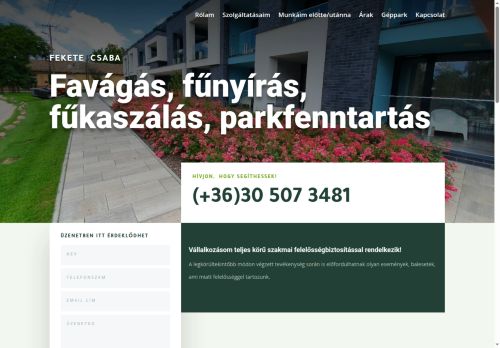 Rólam Szolgáltatásaim Munkáim előtte/utánna Árak Géppark Kapcsolat
FEKETE CSABA
Favágás, fűnyírás,
fűkaszálás, parkfenntartás
HÍVJON, HOGY SEGÍTHESSEK!
(+36)30 507 3481
ÜZENETBEN ITT ÉRDEKLŐDHET
NÉV
TELEFONSZÁM
EMAIL CÍM
ÜZENETED
Vállalkozásom teljes körű szakmai felelősségbiztosítással rendelkezik!
A legkörültekintőbb módon végzett tevékenység során is előfordulhatnak olyan események, balesetek,
ami miatt felelősséggel tartozunk.